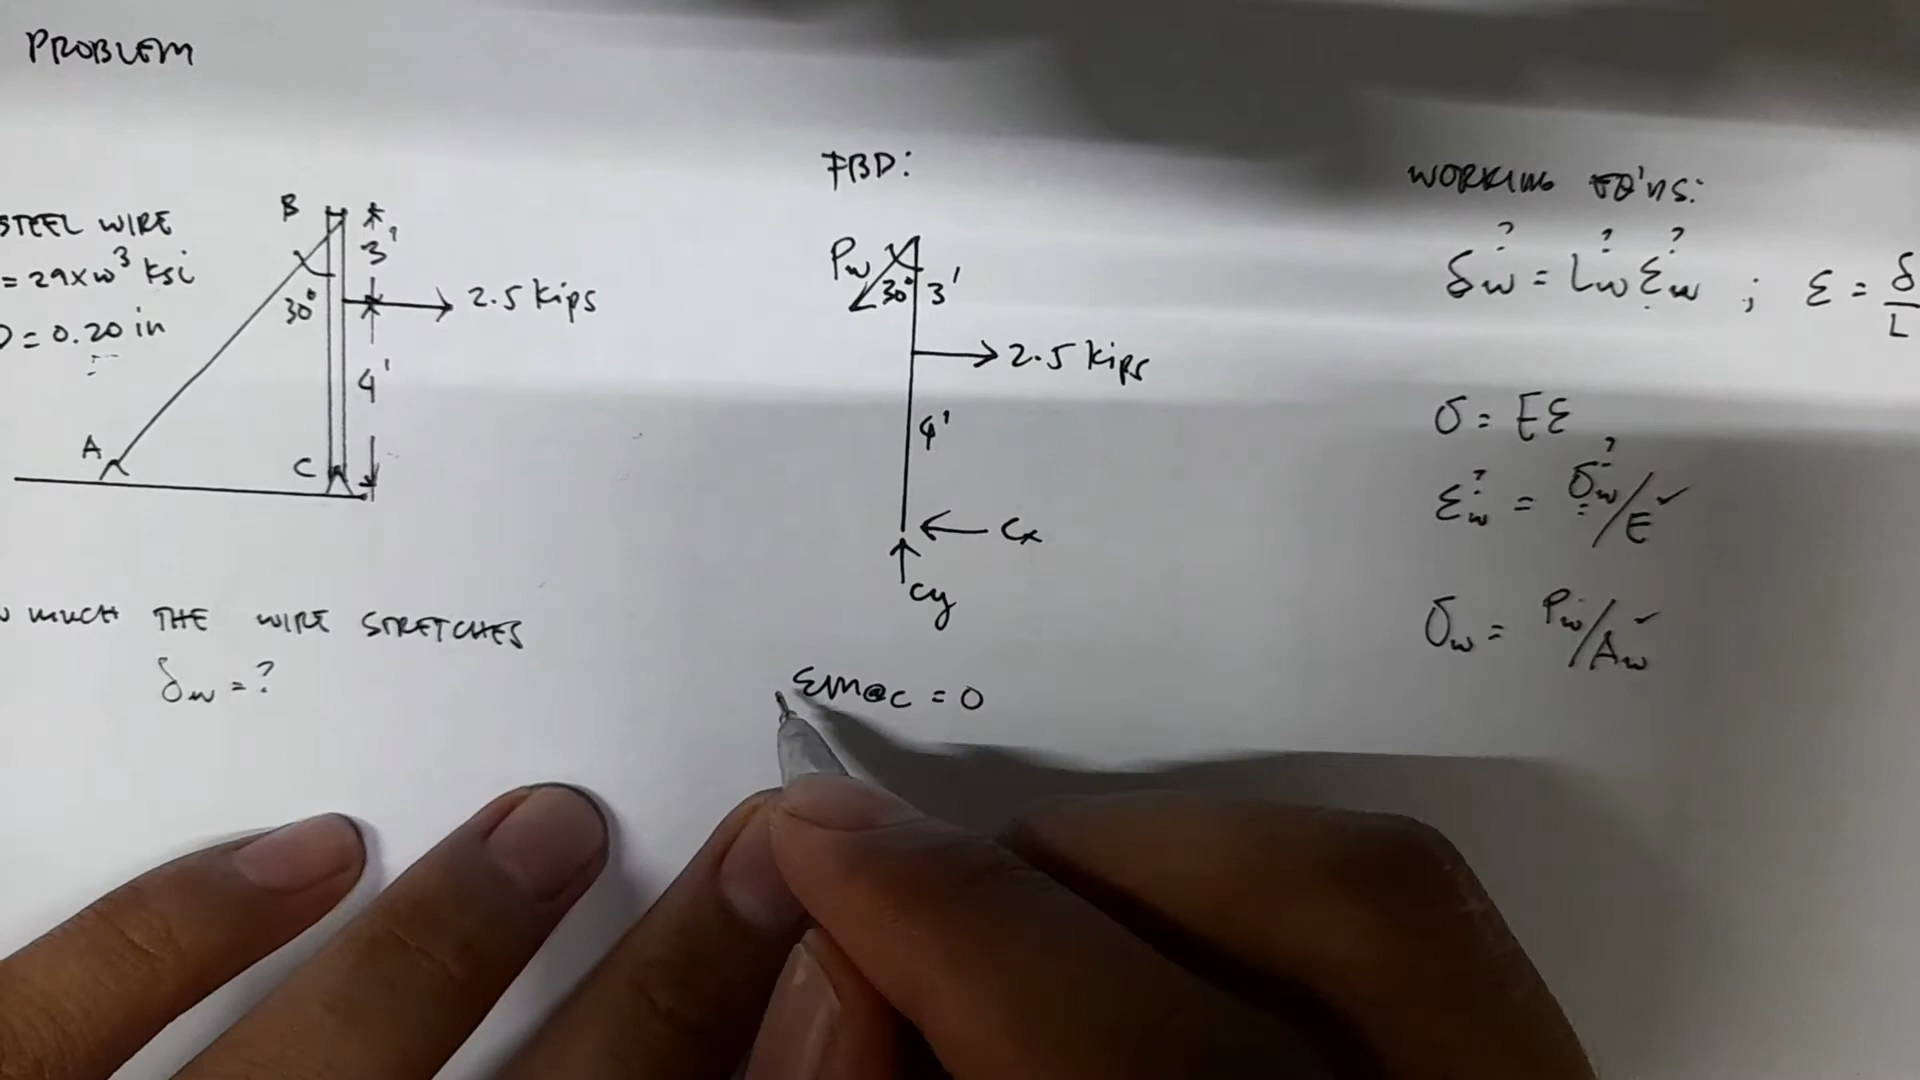 PROBLEM
STEEL WIRE
= 29x10³ ksi
D = 0.20 in
B
3'
30°
2.5 kips
4'
A
C
MUCH THE WIRE STRETCHES
δw = ?
FBD:
Pw
30°
3'
2.5 kips
4'
Cx
Cy
ΣM@C = 0
WORKING EQ'NS:
? ? ?
δw = Lw εw ; ε = δ/L
σ = Eε
? ?
εw = σw/E ✓
σw = Pw/Aw ✓